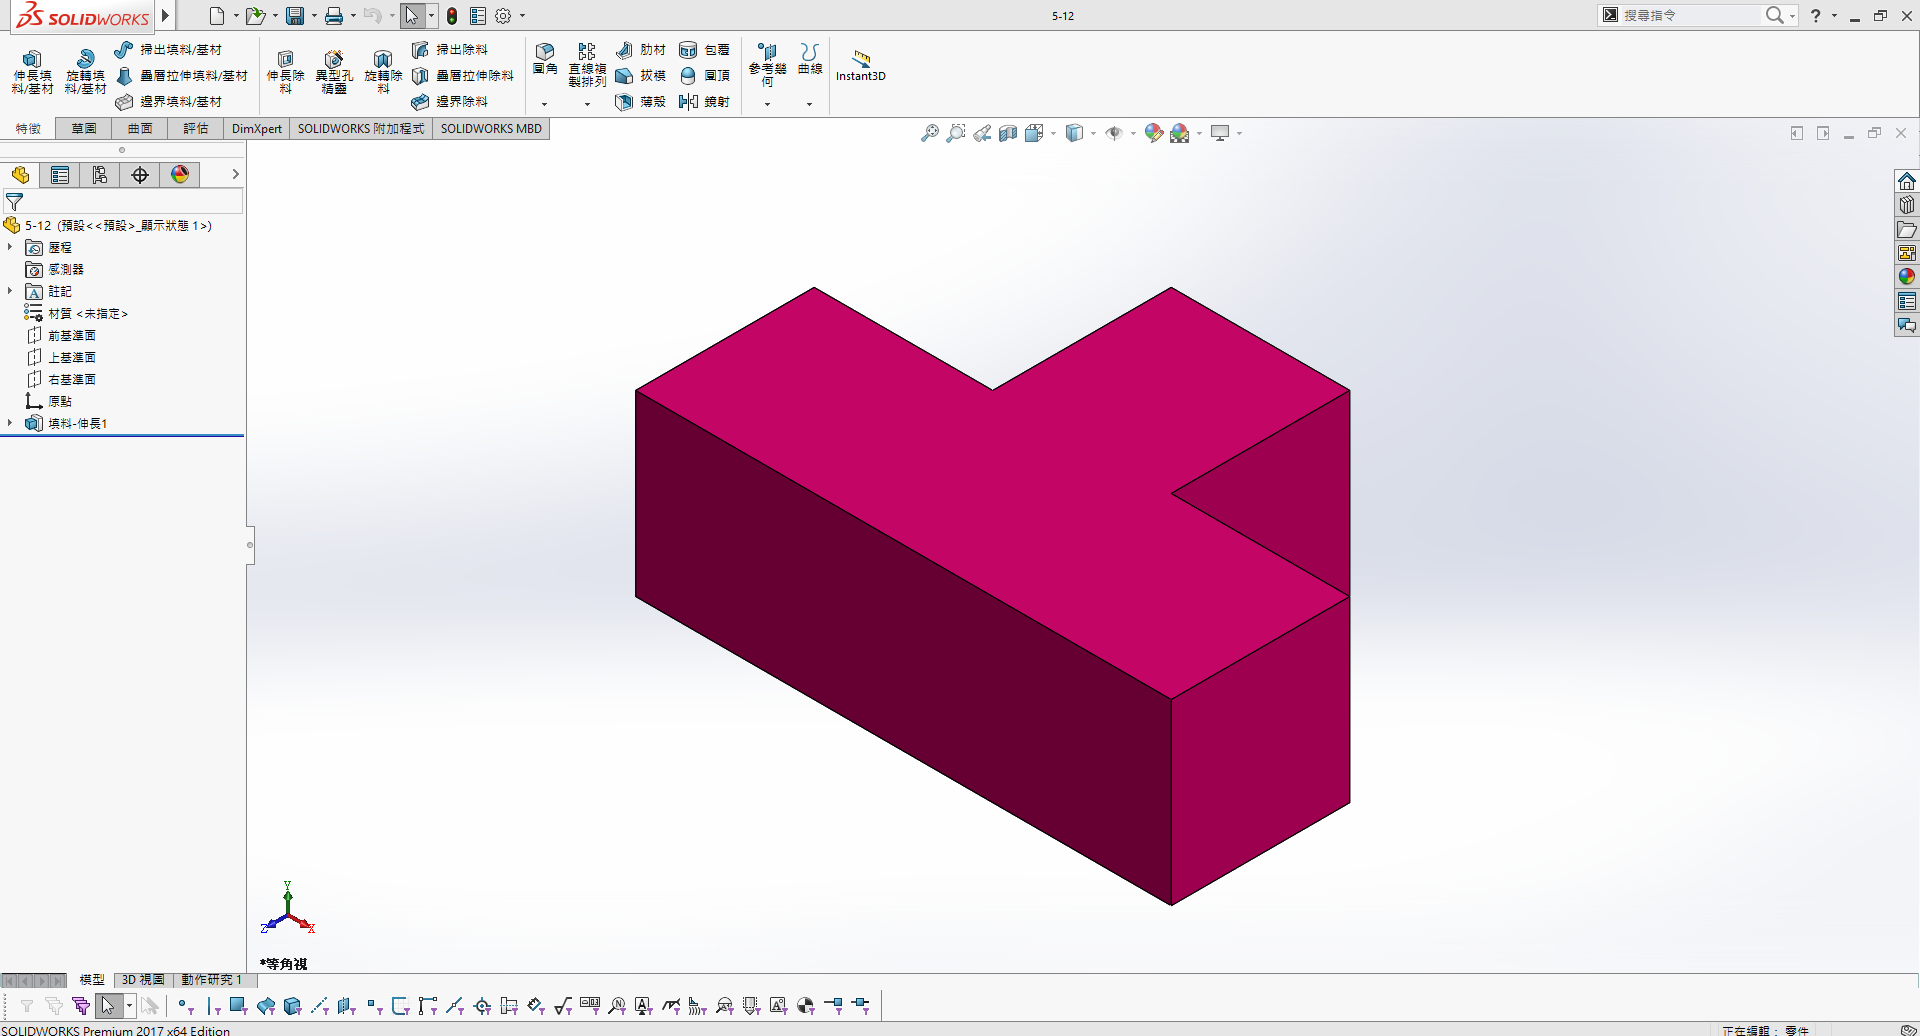 SOLIDWORKS
5-12
搜尋指令
伸長填料/基材
旋轉填料/基材
掃出填料/基材
疊層拉伸填料/基材
邊界填料/基材
伸長除料
異型孔精靈
旋轉除料
掃出除料
疊層拉伸除料
邊界除料
圓角
直線複製排列
肋材
拔模
薄殼
包覆
圓頂
鏡射
參考幾何
曲線
Instant3D
特徵
草圖
曲面
評估
DimXpert
SOLIDWORKS 附加程式
SOLIDWORKS MBD
5-12 (預設<<預設>_顯示狀態 1>)
歷程
感測器
註記
材質 <未指定>
前基準面
上基準面
右基準面
原點
填料-伸長1
Y
Z
X
*等角視
模型
3D 視圖
動作研究 1
SOLIDWORKS Premium 2017 x64 Edition
正在編輯： 零件